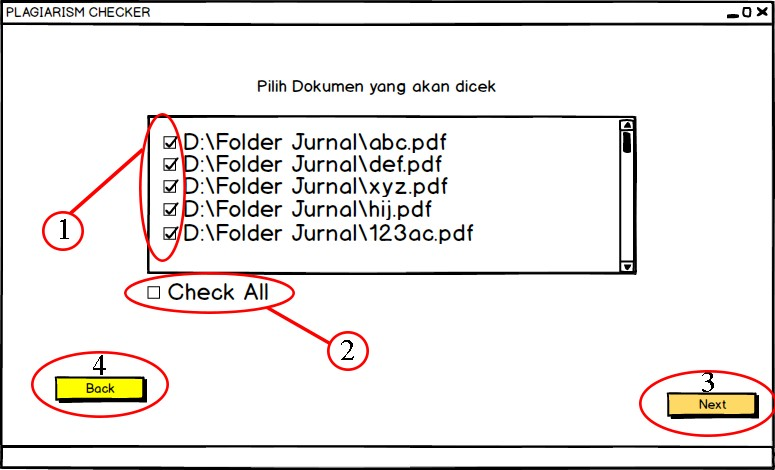 PLAGIARISM CHECKER
Pilih Dokumen yang akan dicek
D:\Folder Jurnal\abc.pdf
D:\Folder Jurnal\def.pdf
D:\Folder Jurnal\xyz.pdf
D:\Folder Jurnal\hij.pdf
D:\Folder Jurnal\123ac.pdf
1
Check All
2
4
Back
3
Next